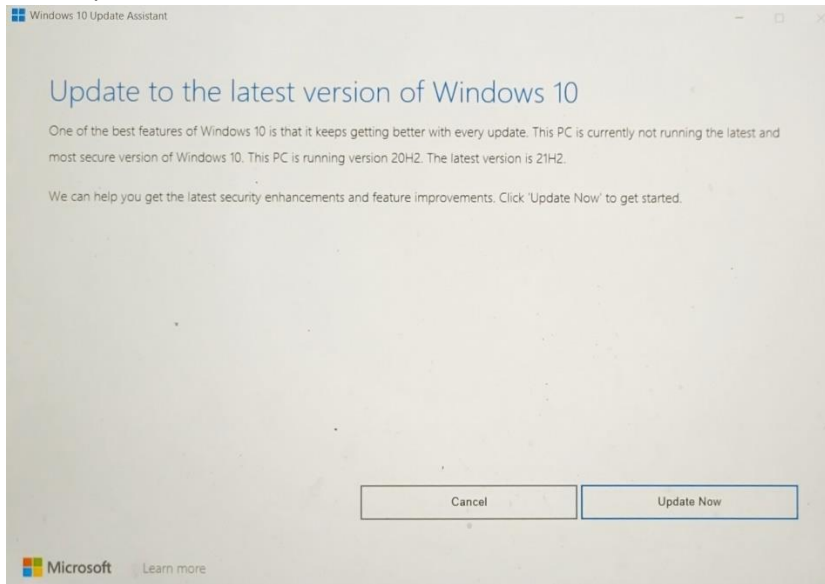 Windows 10 Update Assistant
Update to the latest version of Windows 10
One of the best features of Windows 10 is that it keeps getting better with every update. This PC is currently not running the latest and
most secure version of Windows 10. This PC is running version 20H2. The latest version is 21H2.
We can help you get the latest security enhancements and feature improvements. Click 'Update Now' to get started.
Cancel
Update Now
Microsoft
Learn more